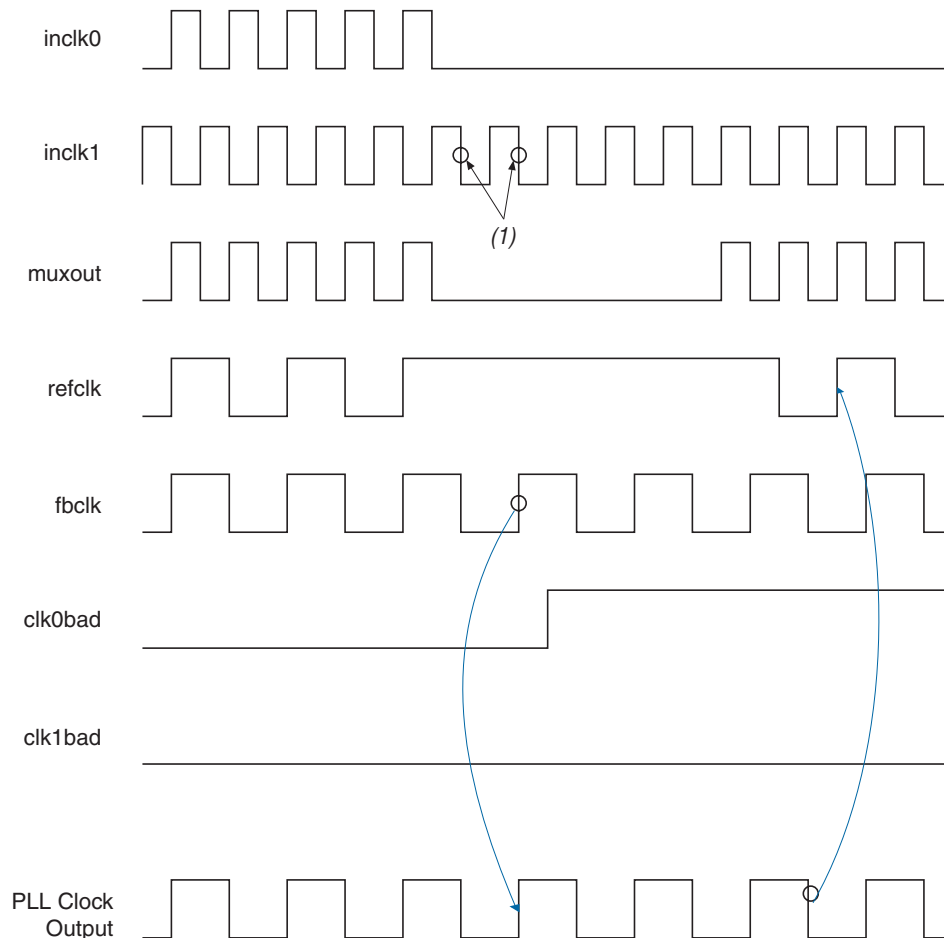 inclk0
inclk1
(1)
muxout
refclk
fbclk
clk0bad
clk1bad
PLL Clock
Output